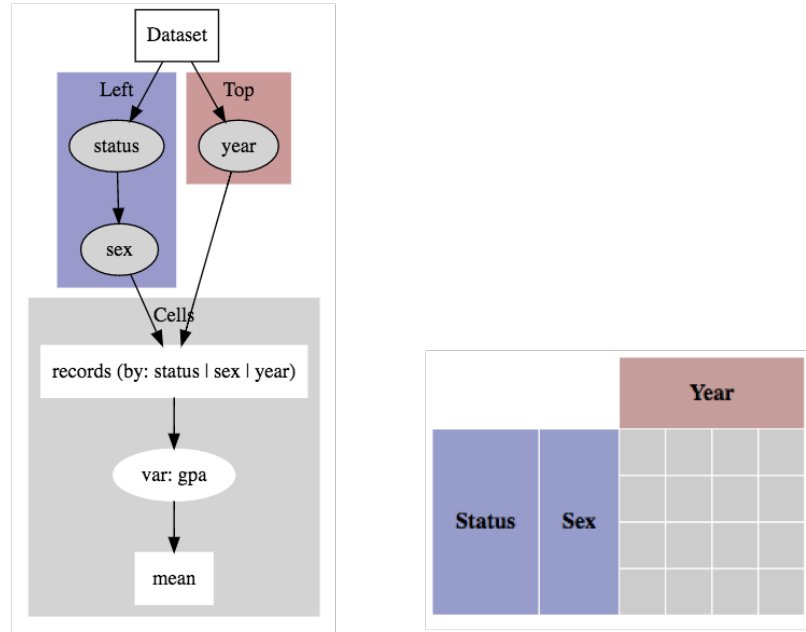 Dataset
Left
Top
status
year
sex
Cells
records (by: status | sex | year)
var: gpa
mean
Year
Status
Sex